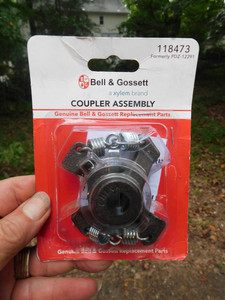 118473
Formerly PDZ-12291
B&G Bell & Gossett
a xylem brand
COUPLER ASSEMBLY
Genuine Bell & Gossett Replacement Parts
Genuine Bell & Gossett Replacement Parts